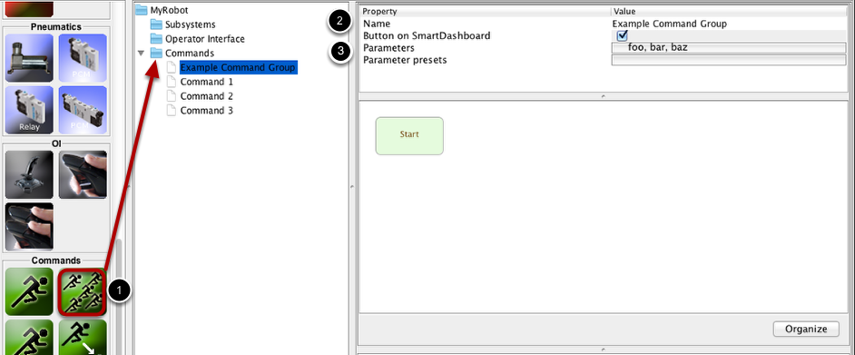 Pneumatics
PCM
Relay
OI
Commands
1
MyRobot
Subsystems
Operator Interface
Commands
Example Command Group
Command 1
Command 2
Command 3
2
3
Property Value
Name Example Command Group
Button on SmartDashboard
Parameters foo, bar, baz
Parameter presets
Start
Organize